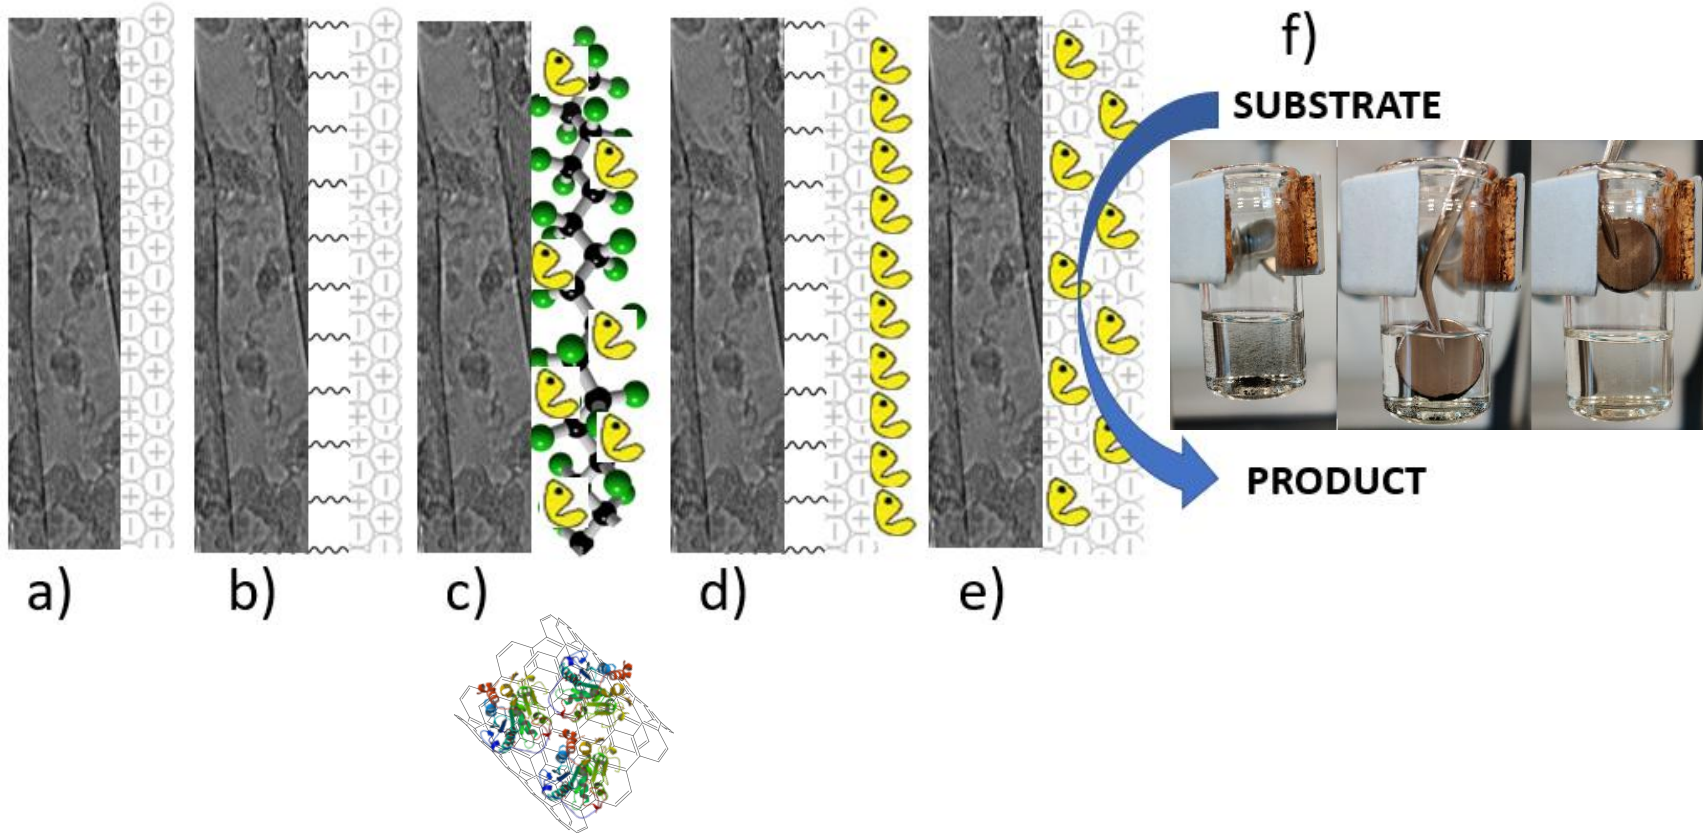 f)
SUBSTRATE
PRODUCT
a)
b)
c)
d)
e)